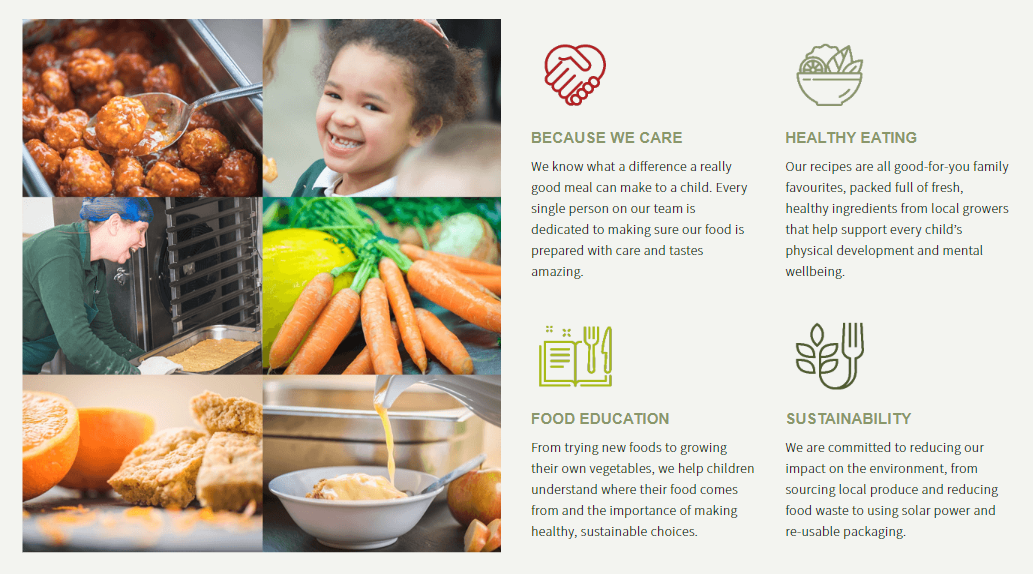 BECAUSE WE CARE
We know what a difference a really
good meal can make to a child. Every
single person on our team is
dedicated to making sure our food is
prepared with care and tastes
amazing.
HEALTHY EATING
Our recipes are all good-for-you family
favourites, packed full of fresh,
healthy ingredients from local growers
that help support every child’s
physical development and mental
wellbeing.
FOOD EDUCATION
From trying new foods to growing
their own vegetables, we help children
understand where their food comes
from and the importance of making
healthy, sustainable choices.
SUSTAINABILITY
We are committed to reducing our
impact on the environment, from
sourcing local produce and reducing
food waste to using solar power and
re-usable packaging.